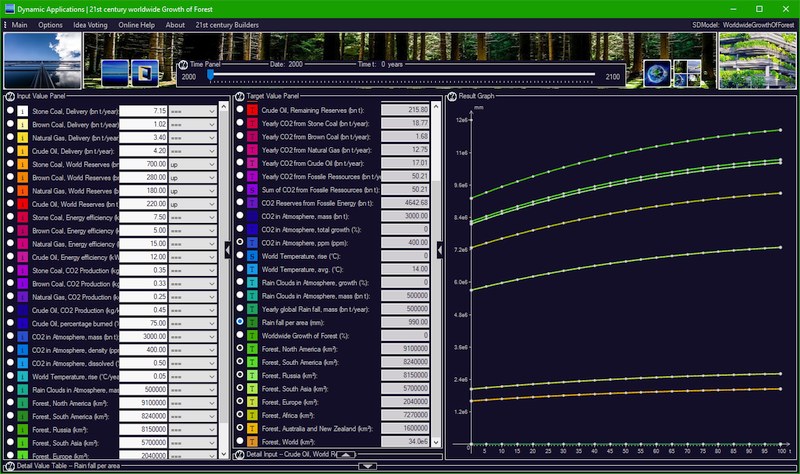 Dynamic Applications | 21st century worldwide Growth of Forest
Main Options Idea Voting Online Help About 21st century Builders SDModel: WorldwideGrowthOfForest
Time Panel Date: 2000 Time t: 0 years
2000 2100
Input Value Panel
Stone Coal, Delivery (bn t/year): 7.15 ===
Brown Coal, Delivery (bn t/year): 1.02 ===
Natural Gas, Delivery (bn t/year): 3.40 ===
Crude Oil, Delivery (bn t/year): 4.20 ===
Stone Coal, World Reserves (bn t 700.00 up
Brown Coal, World Reserves (bn 280.00 up
Natural Gas, World Reserves (bn 180.00 up
Crude Oil, World Reserves (bn t): 220.00 up
Stone Coal, Energy efficiency (k 7.50 ===
Brown Coal, Energy efficiency (k 5.00 ===
Natural Gas, Energy efficiency (k 15.00 ===
Crude Oil, Energy efficiency (kW 12.00 ===
Stone Coal, CO2 Production (kg/ 0.35 ===
Brown Coal, CO2 Production (kg 0.33 ===
Natural Gas, CO2 Production (kg 0.25 ===
Crude Oil, CO2 Production (kg/k 0.45 ===
Crude Oil, percentage burned (% 75.00 ===
CO2 in Atmosphere, mass (bn t): 3000.00 ===
CO2 in Atmosphere, density (ppm 400.00 ===
CO2 in Atmosphere, dissolved (% 0.50 ===
World Temperature, rise (°C/yea 0.05 ===
Rain Clouds in Atmosphere, mas 500000 ===
Forest, North America (km²): 9100000 ===
Forest, South America (km²): 8240000 ===
Forest, Russia (km²): 8150000 ===
Forest, South Asia (km²): 5700000 ===
Forest, Europe (km²): 2040000 ===
Target Value Panel
Crude Oil, Remaining Reserves (bn t): 215.80
Yearly CO2 from Stone Coal (bn t): 18.77
Yearly CO2 from Brown Coal (bn t): 1.68
Yearly CO2 from Natural Gas (bn t): 12.75
Yearly CO2 from Crude Oil (bn t): 17.01
Yearly CO2 from Fossile Ressources (bn t/year): 50.21
Sum of CO2 from Fossile Ressources (bn t): 50.21
CO2 Reserves from Fossile Energy (bn t): 4642.68
CO2 in Atmosphere, mass (bn t): 3000.00
CO2 in Atmosphere, total growth (%): 0
CO2 in Atmosphere, ppm (ppm): 400.00
World Temperature, rise (°C): 0
World Temperature, avg. (°C): 14.00
Rain Clouds in Atmosphere, growth (%): 0
Rain Clouds in Atmosphere, mass (bn t): 500000
Yearly global Rain fall, mass (bn t): 500000
Rain fall per area (mm): 990.00
Worldwide Growth of Forest (%): 0
Forest, North America (km²): 9100000
Forest, South America (km²): 8240000
Forest, Russia (km²): 8150000
Forest, South Asia (km²): 5700000
Forest, Europe (km²): 2040000
Forest, Africa (km²): 7270000
Forest, Australia and New Zealand (km²): 1600000
Forest, World (km²): 34.0e6
Detail Input -- Crude Oil, World R
Result Graph
mm
12e6
11e6
9.6e6
8.4e6
7.2e6
6.0e6
2.4e6
1.2e6
0 5 10 15 20 25 30 35 40 45 50 55 60 65 70 75 80 85 90 95 100 t
Detail Value Table -- Rain fall per area